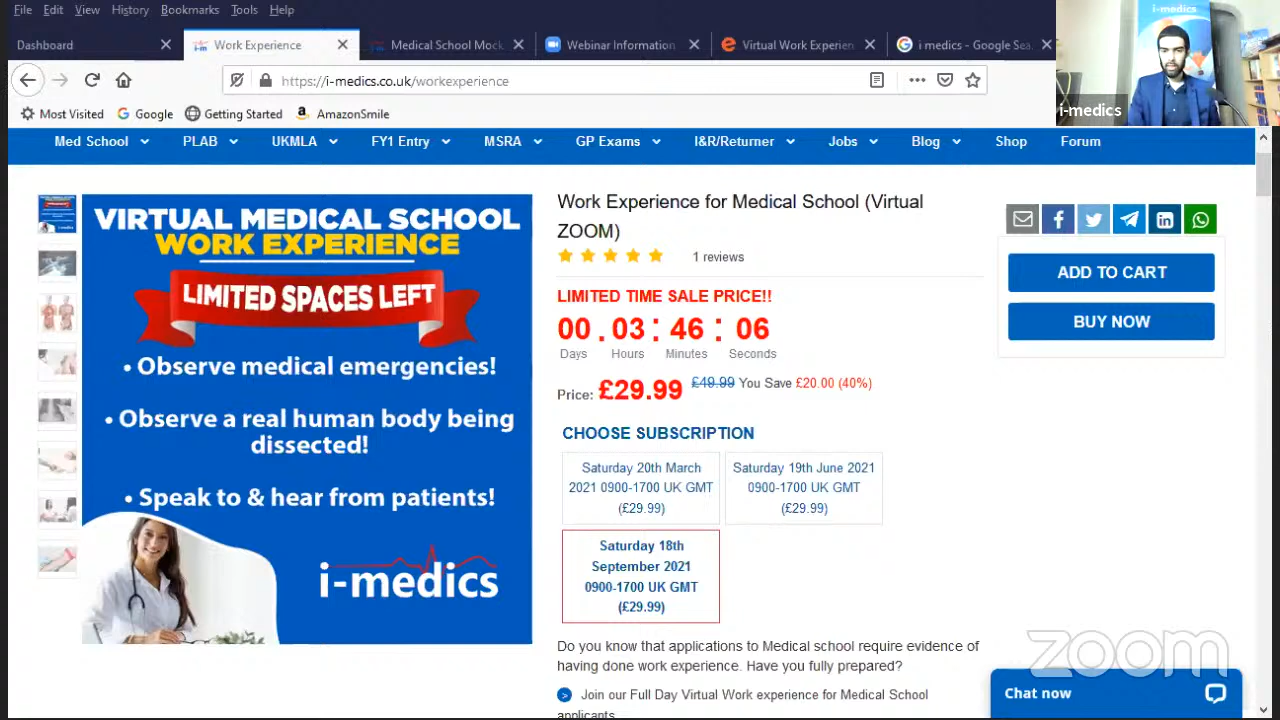 File Edit View History Bookmarks Tools Help
Dashboard
Work Experience
Medical School Mock
Webinar Information
Virtual Work Experien
i medics - Google Sea
https://i-medics.co.uk/workexperience
Most Visited
Google
Getting Started
AmazonSmile
i-medics
i-medics
Med School
PLAB
UKMLA
FY1 Entry
MSRA
GP Exams
I&R/Returner
Jobs
Blog
Shop
Forum
VIRTUAL MEDICAL SCHOOL
WORK EXPERIENCE
LIMITED SPACES LEFT
• Observe medical emergencies!
• Observe a real human body being
dissected!
• Speak to & hear from patients!
i-medics
Work Experience for Medical School (Virtual
ZOOM)
1 reviews
LIMITED TIME SALE PRICE!!
00 . 03 : 46 : 06
Days Hours Minutes Seconds
Price: £29.99 £49.99 You Save £20.00 (40%)
CHOOSE SUBSCRIPTION
Saturday 20th March
2021 0900-1700 UK GMT
(£29.99)
Saturday 19th June 2021
0900-1700 UK GMT
(£29.99)
Saturday 18th
September 2021
0900-1700 UK GMT
(£29.99)
Do you know that applications to Medical school require evidence of
having done work experience. Have you fully prepared?
Join our Full Day Virtual Work experience for Medical School
applicants
ADD TO CART
BUY NOW
zoom
Chat now